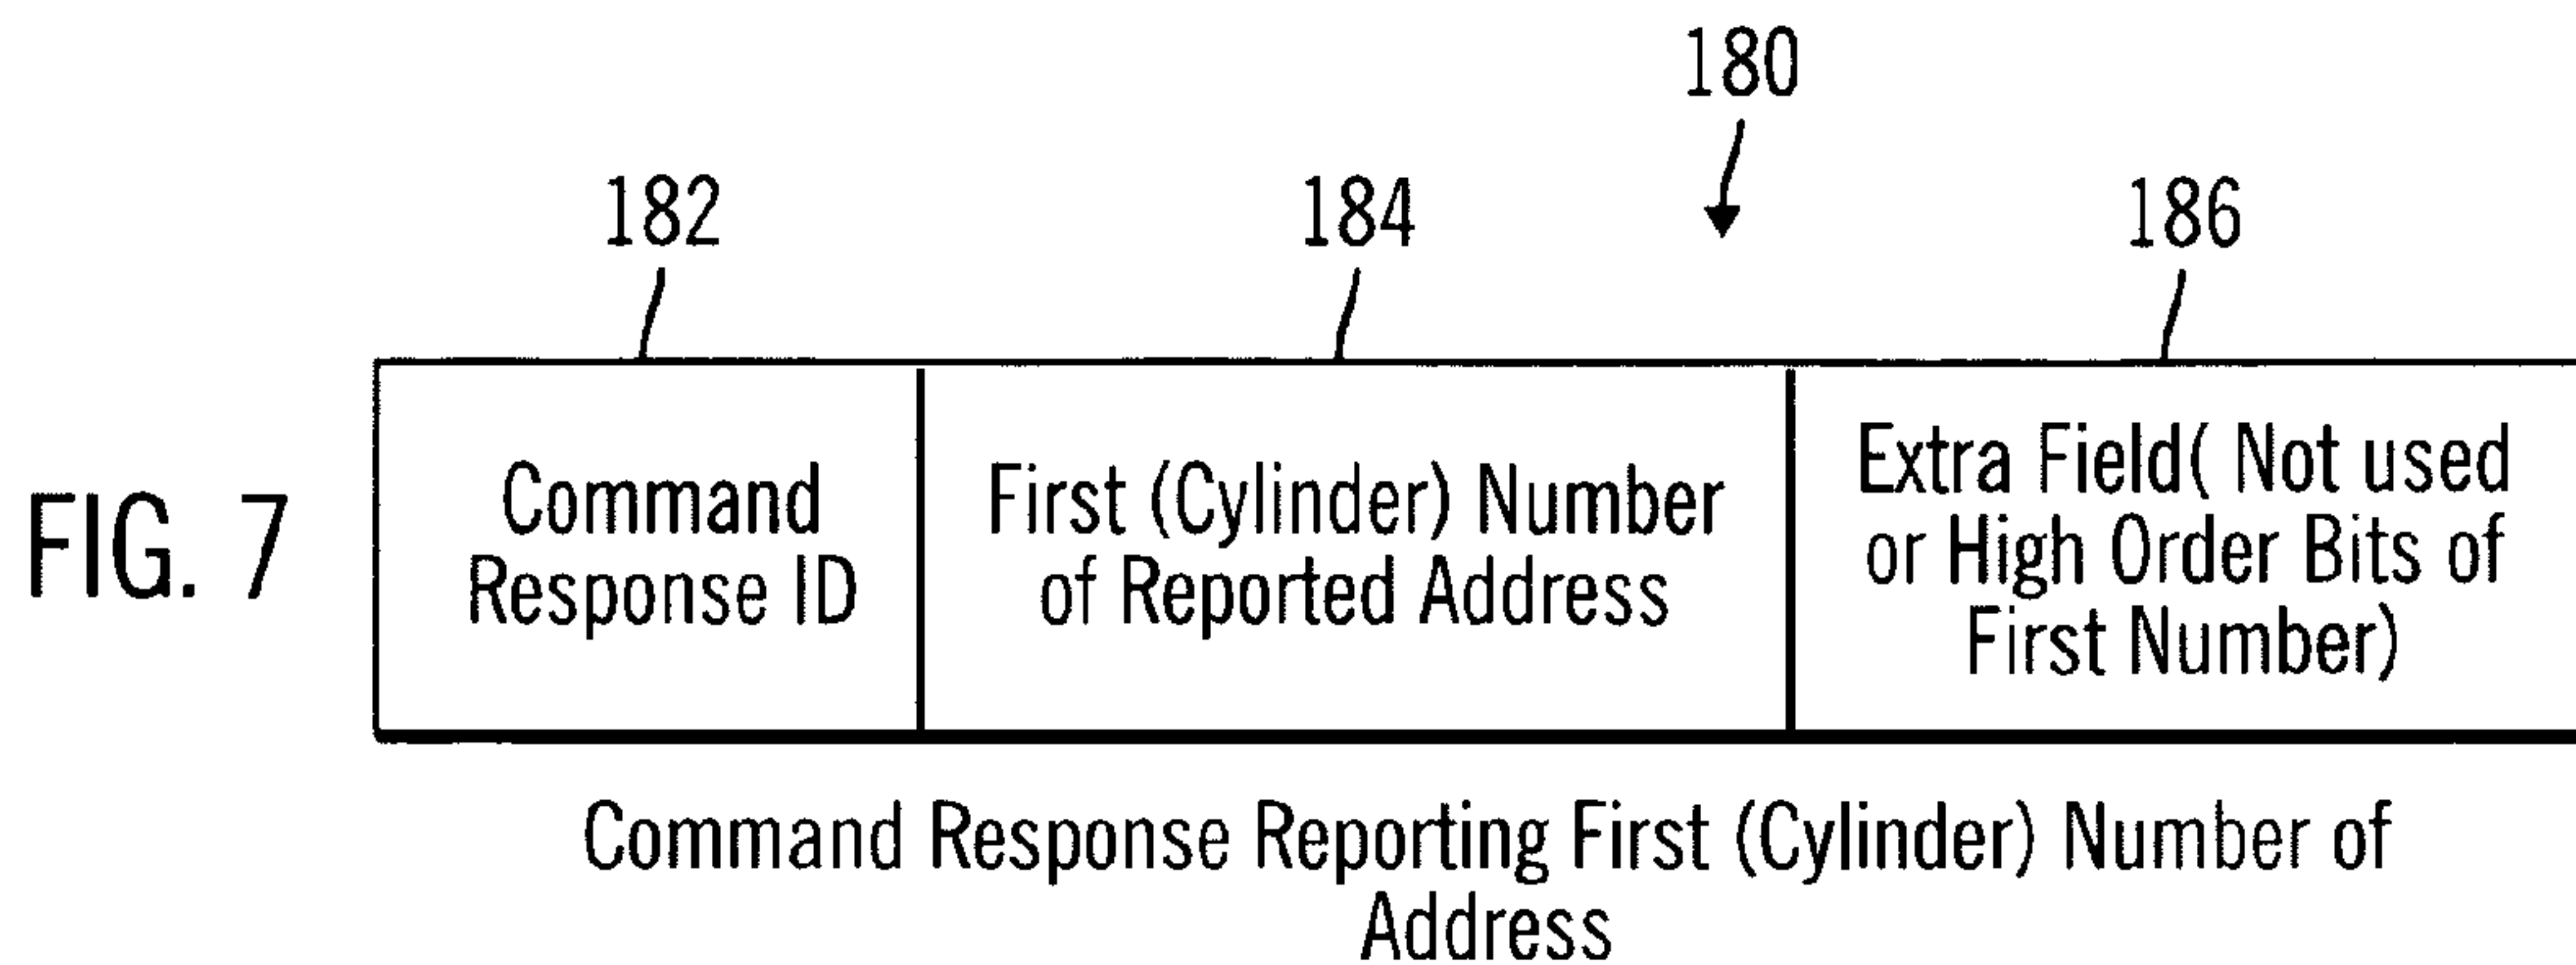 180
182
184
186
FIG. 7
Command
Response ID
First (Cylinder) Number
of Reported Address
Extra Field( Not used
or High Order Bits of
First Number)
Command Response Reporting First (Cylinder) Number of
Address